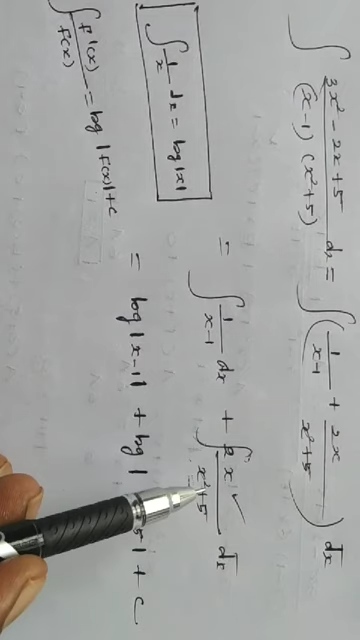 ∫ (3x² - 2x + 5)/((x-1)(x²+5)) dx = ∫ (1/(x-1) + 2x/(x²+5)) dx
∫ 1/x dx = log|x|
= ∫ 1/(x-1) dx + ∫ 2x/(x²+5) dx
∫ f'(x)/f(x) = log|f(x)| + c
= log|x-1| + log| 5| + C